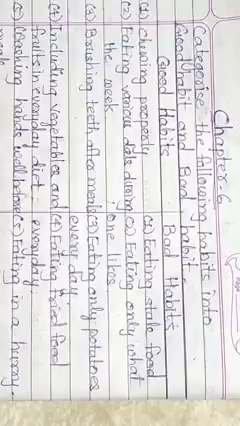 Chapter-6
Categorise the following habits into
Good Habit and Bad habit.
Good Habits Bad Habits
(1) chewing properly (1) Eating stale food
(2) Eating various dals during (2) Eating only what
the week one likes
(3) Brushing teeth after meals (3) Eating only potatoes
every day
(4) Including vegetables and (4) Eating fried food
fruits in everyday diet. everyday.
(5) Washing hands well before (5) Eating in a hurry.
meals